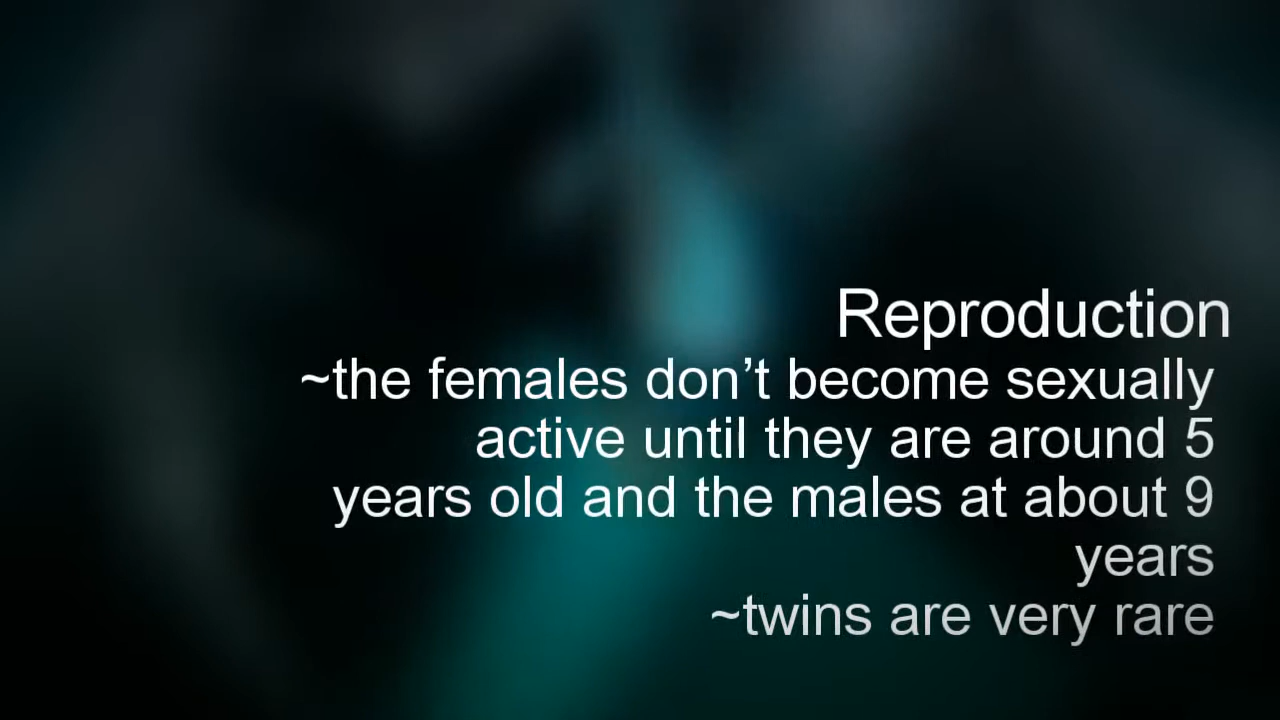 Reproduction
~the females don’t become sexually
active until they are around 5
years old and the males at about 9
years
~twins are very rare